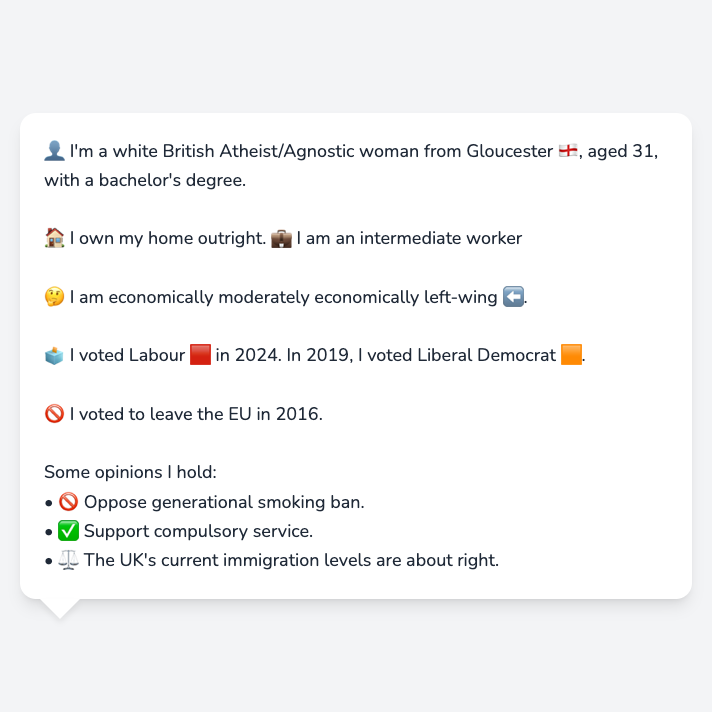 👤 I'm a white British Atheist/Agnostic woman from Gloucester 🏴󠁧󠁢󠁥󠁮󠁧󠁿, aged 31,
with a bachelor's degree.
🏠 I own my home outright. 💼 I am an intermediate worker
🤔 I am economically moderately economically left-wing ⬅️.
🗳️ I voted Labour 🟥 in 2024. In 2019, I voted Liberal Democrat 🟧.
🚫 I voted to leave the EU in 2016.
Some opinions I hold:
• 🚫 Oppose generational smoking ban.
• ✅ Support compulsory service.
• ⚖️ The UK's current immigration levels are about right.